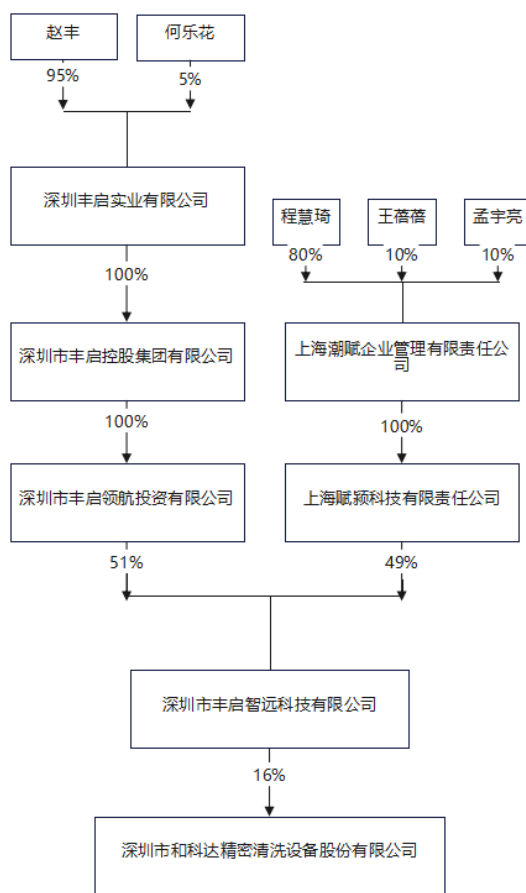 赵丰
何乐花
95%
5%
深圳丰启实业有限公司
程慧琦
王蓓蓓
孟宇亮
80%
10%
10%
100%
深圳市丰启控股集团有限公司
上海潮赋企业管理有限责任公
司
100%
100%
深圳市丰启领航投资有限公司
上海赋颍科技有限责任公司
51%
49%
深圳市丰启智远科技有限公司
16%
深圳市和科达精密清洗设备股份有限公司